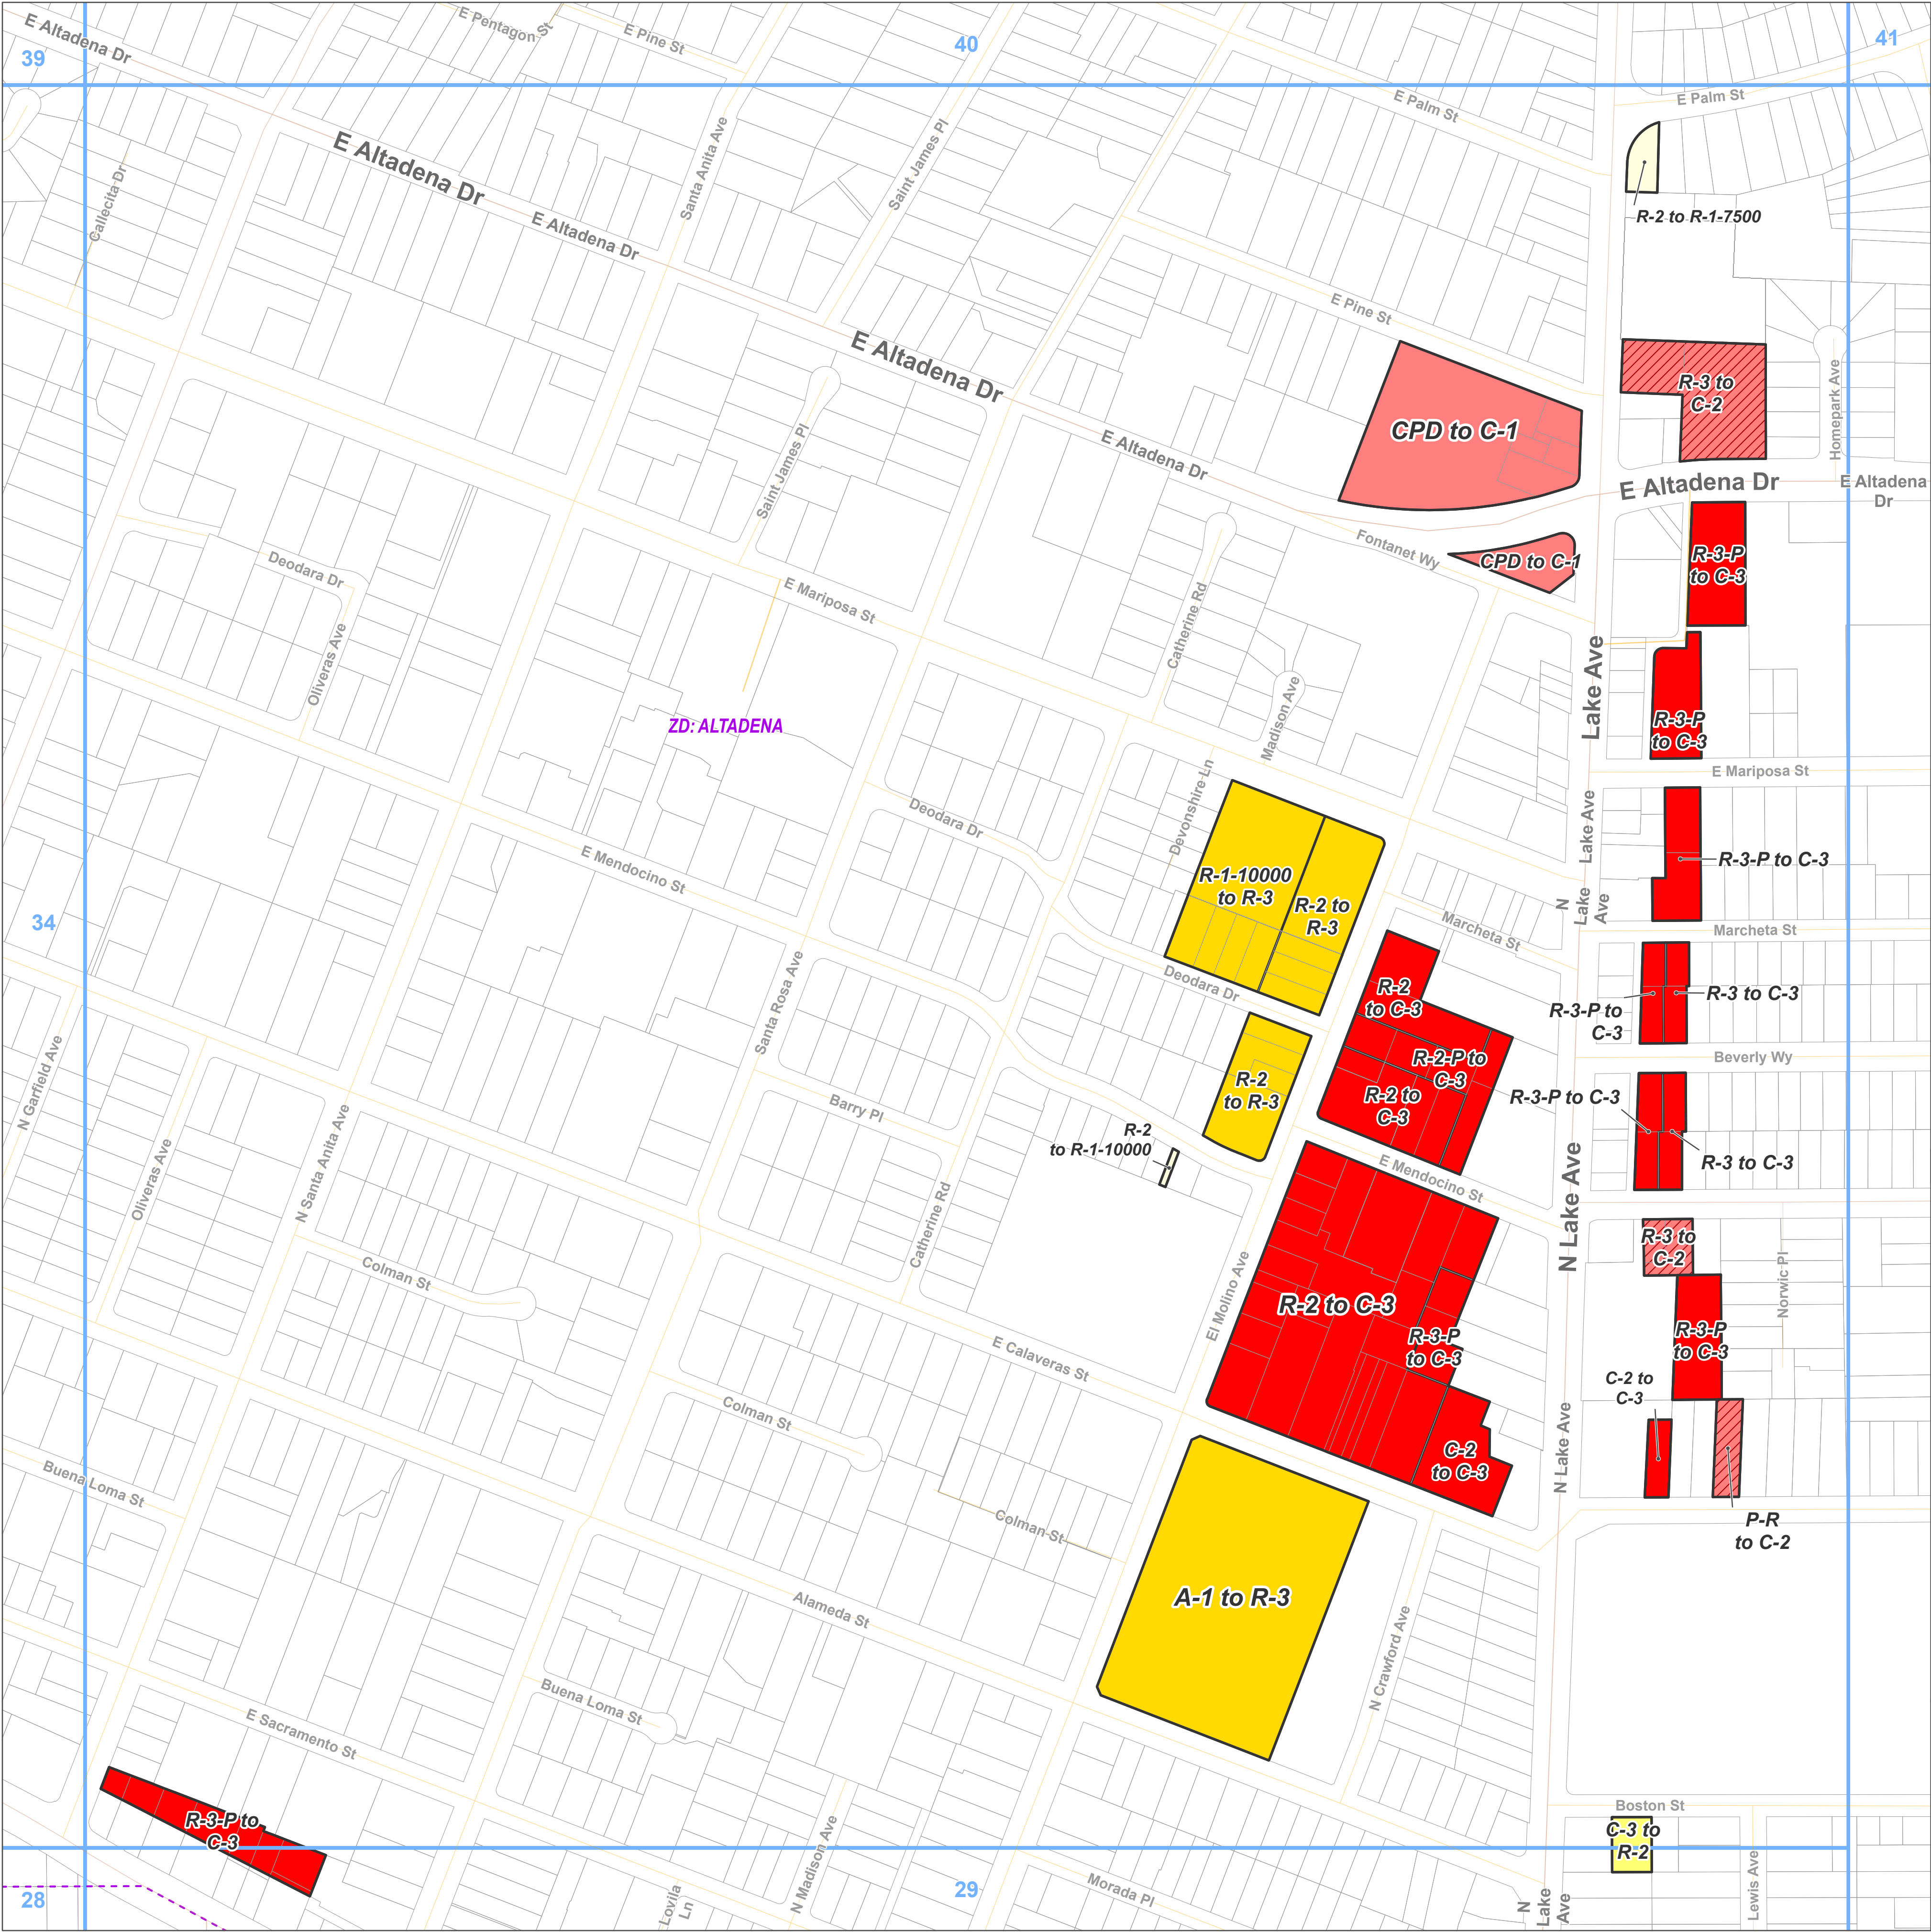 E Altadena Dr
E Pentagon St
E Pine St
39
40
41
E Palm St
E Palm St
E Altadena Dr
Santa Anita Ave
Saint James Pl
Callecita Dr
E Altadena Dr
R-2 to R-1-7500
E Pine St
E Altadena Dr
CPD to C-1
R-3 to
C-2
Homepark Ave
E Altadena Dr
Saint James Pl
E Altadena Dr
E Altadena
Dr
Fontanet Wy
CPD to C-1
R-3-P
to C-3
Deodara Dr
E Mariposa St
Catherine Rd
Oliveras Ave
Madison Ave
Lake Ave
ZD: ALTADENA
R-3-P
to C-3
E Mariposa St
Devonshire Ln
Deodara Dr
Lake Ave
R-3-P to C-3
E Mendocino St
R-1-10000
to R-3
R-2 to
R-3
N
Lake
Ave
34
Marcheta St
Marcheta St
Santa Rosa Ave
Deodara Dr
R-2
to C-3
R-3 to C-3
R-3-P to
C-3
R-2-P to
C-3
Beverly Wy
N Garfield Ave
R-2
to R-3
R-2 to
C-3
R-3-P to C-3
Barry Pl
R-2
to R-1-10000
R-3 to C-3
N Santa Anita Ave
Oliveras Ave
E Mendocino St
Catherine Rd
N Lake Ave
R-3 to
C-2
Colman St
El Molino Ave
Norwic Pl
R-2 to C-3
R-3-P
to C-3
R-3-P
to C-3
E Calaveras St
C-2 to
C-3
Colman St
N Lake Ave
C-2
to C-3
Buena Loma St
Colman St
P-R
to C-2
Alameda St
A-1 to R-3
N Crawford Ave
Buena Loma St
E Sacramento St
Boston St
R-3-P to
C-3
C-3 to
R-2
N Madison Ave
28
Lovila
Ln
29
Morada Pl
N
Lake
Ave
Lewis Ave